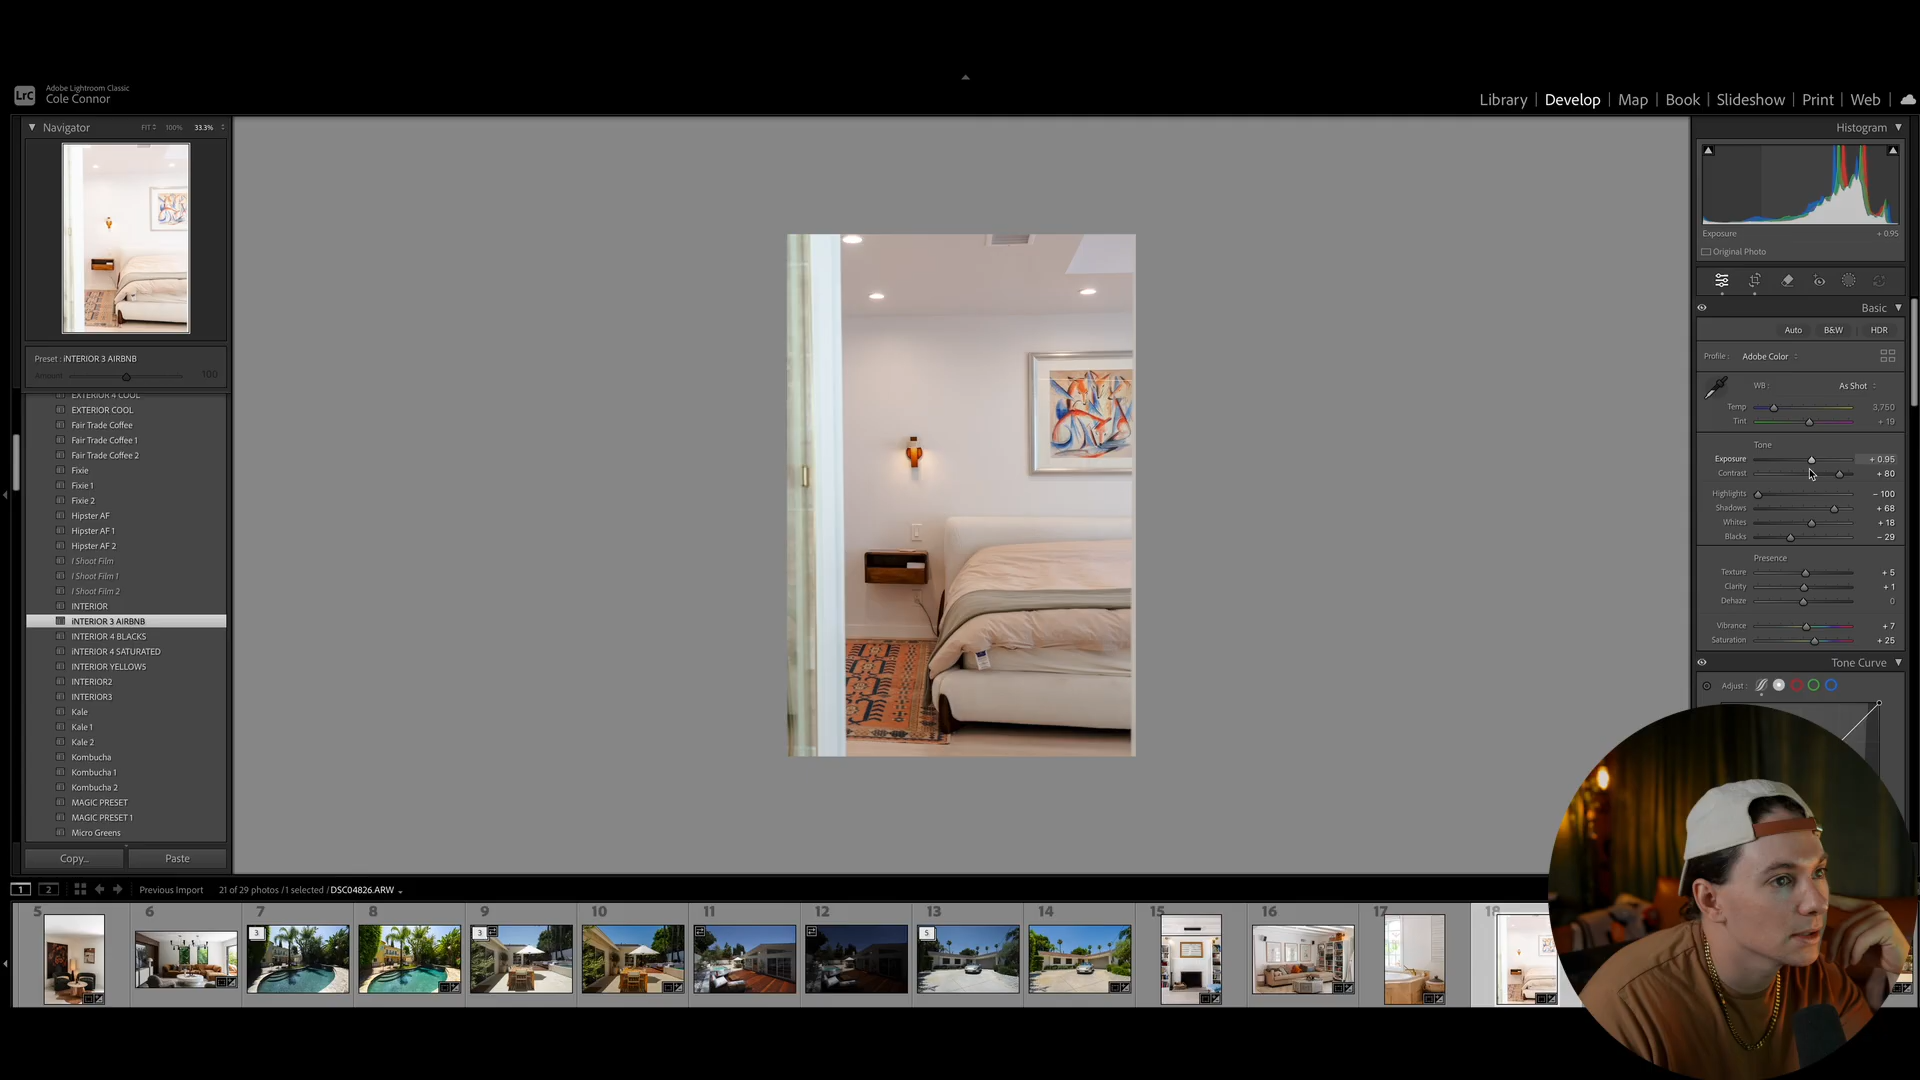 LrC
Adobe Lightroom Classic
Cole Connor
Library | Develop | Map | Book | Slideshow | Print | Web
Navigator FIT 100% 33.3%
Preset : iNTERIOR 3 AIRBNB
Amount 100
EXTERIOR 4 COOL
EXTERIOR COOL
Fair Trade Coffee
Fair Trade Coffee 1
Fair Trade Coffee 2
Fixie
Fixie 1
Fixie 2
Hipster AF
Hipster AF 1
Hipster AF 2
I Shoot Film
I Shoot Film 1
I Shoot Film 2
INTERIOR
iNTERIOR 3 AIRBNB
INTERIOR 4 BLACKS
iNTERIOR 4 SATURATED
INTERIOR YELLOWS
INTERIOR2
INTERIOR3
Kale
Kale 1
Kale 2
Kombucha
Kombucha 1
Kombucha 2
MAGIC PRESET
MAGIC PRESET 1
Micro Greens
Copy... Paste
Histogram
Exposure + 0.95
Original Photo
Basic
Auto B&W HDR
Profile : Adobe Color
WB : As Shot
Temp 3,750
Tint + 19
Tone
Exposure + 0.95
Contrast + 80
Highlights − 100
Shadows + 68
Whites + 18
Blacks − 29
Presence
Texture + 5
Clarity + 1
Dehaze 0
Vibrance + 7
Saturation + 25
Tone Curve
Adjust :
1 2 Previous Import 21 of 29 photos / 1 selected / DSC04826.ARW
5 6 7 8 9 10 11 12 13 14 15 16 17 18
3 3 5